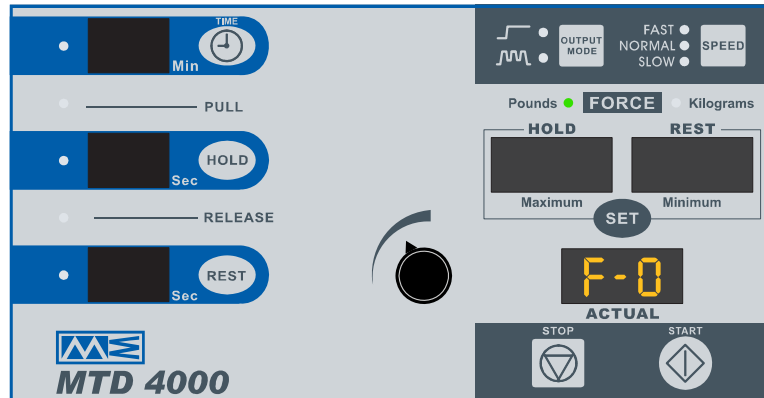 TIME
Min
PULL
HOLD
Sec
RELEASE
REST
Sec
MTD 4000
OUTPUT MODE
FAST
NORMAL
SLOW
SPEED
Pounds FORCE Kilograms
HOLD REST
Maximum Minimum
SET
F-0
ACTUAL
STOP START